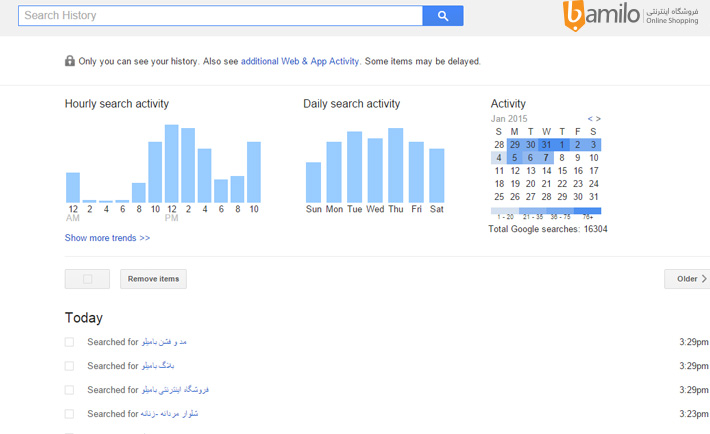 Search History
bamilo
فروشگاه اینترنتی
Online Shopping
Only you can see your history. Also see additional Web & App Activity. Some items may be delayed.
Hourly search activity
Daily search activity
Activity
Jan 2015 < >
S M T W T F S
28 29 30 31 1 2 3
4 5 6 7 8 9 10
11 12 13 14 15 16 17
18 19 20 21 22 23 24
25 26 27 28 29 30 31
1 - 20 21 - 35 36 - 75 76+
Total Google searches: 16304
12 2 4 6 8 10 12 2 4 6 8 10
AM PM
Sun Mon Tue Wed Thu Fri Sat
Show more trends >>
Remove items
Older
Today
Searched for مد و فشن بامیلو 3:29pm
Searched for بلاگ بامیلو 3:29pm
Searched for فروشگاه اینترنتی بامیلو 3:29pm
Searched for شلوار مردانه -زنانه 3:23pm